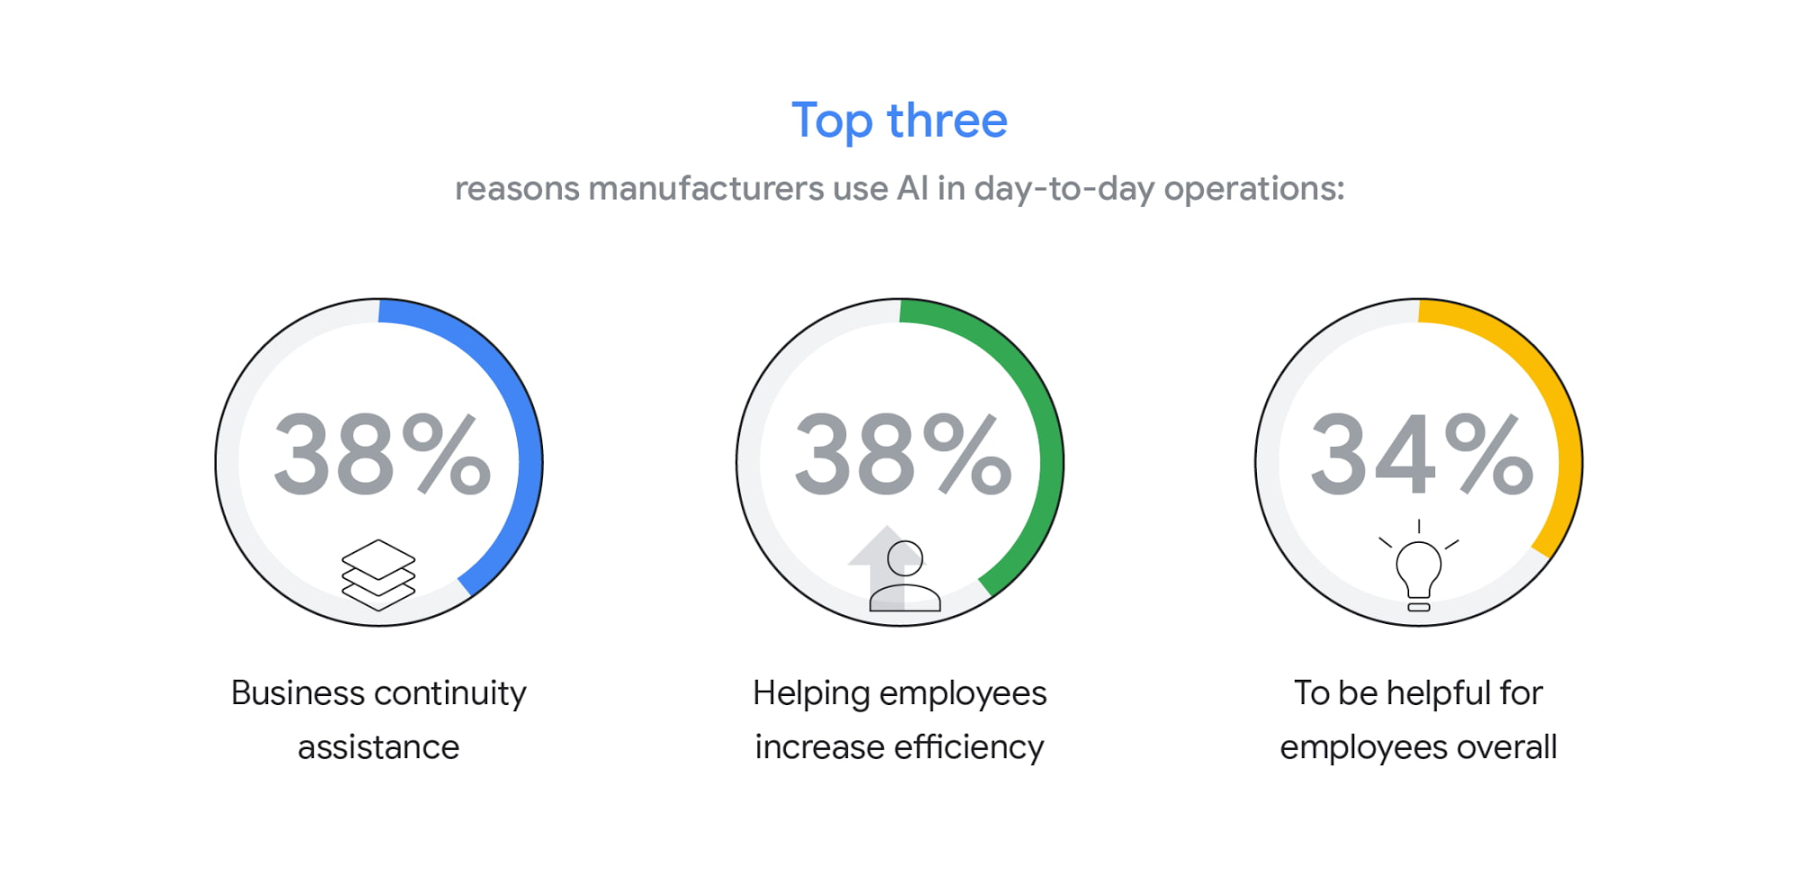 Top three
reasons manufacturers use AI in day-to-day operations:
38%
38%
34%
Business continuity
assistance
Helping employees
increase efficiency
To be helpful for
employees overall